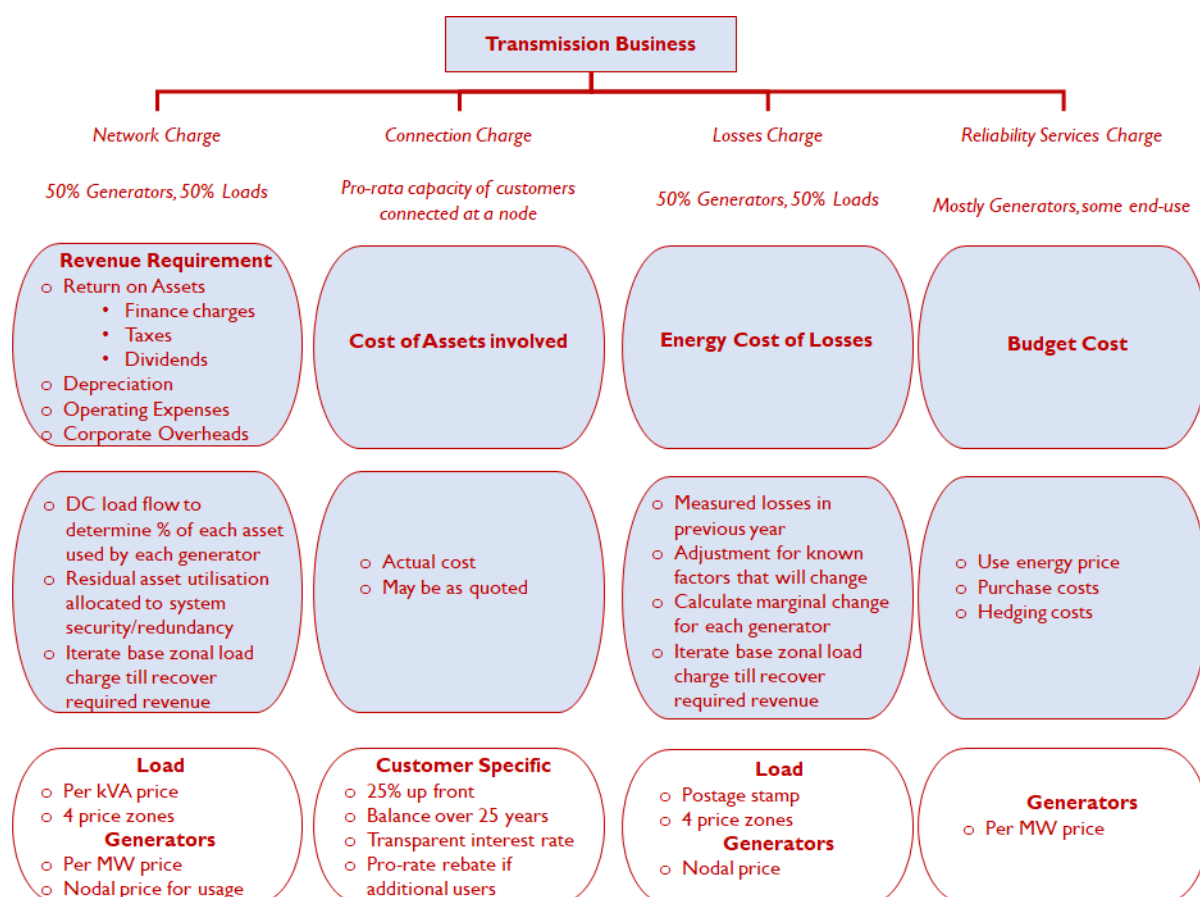 Transmission Business
Network Charge
Connection Charge
Losses Charge
Reliability Services Charge
50% Generators, 50% Loads
Pro-rata capacity of customers
connected at a node
50% Generators, 50% Loads
Mostly Generators, some end-use
Revenue Requirement
o Return on Assets
• Finance charges
• Taxes
• Dividends
o Depreciation
o Operating Expenses
o Corporate Overheads
Cost of Assets involved
Energy Cost of Losses
Budget Cost
o DC load flow to
determine % of each asset
used by each generator
o Residual asset utilisation
allocated to system
security/redundancy
o Iterate base zonal load
charge till recover
required revenue
o Actual cost
o May be as quoted
o Measured losses in
previous year
o Adjustment for known
factors that will change
o Calculate marginal change
for each generator
o Iterate base zonal load
charge till recover
required revenue
o Use energy price
o Purchase costs
o Hedging costs
Load
o Per kVA price
o 4 price zones
Generators
o Per MW price
o Nodal price for usage
Customer Specific
o 25% up front
o Balance over 25 years
o Transparent interest rate
o Pro-rate rebate if
additional users
Load
o Postage stamp
o 4 price zones
Generators
o Nodal price
Generators
o Per MW price